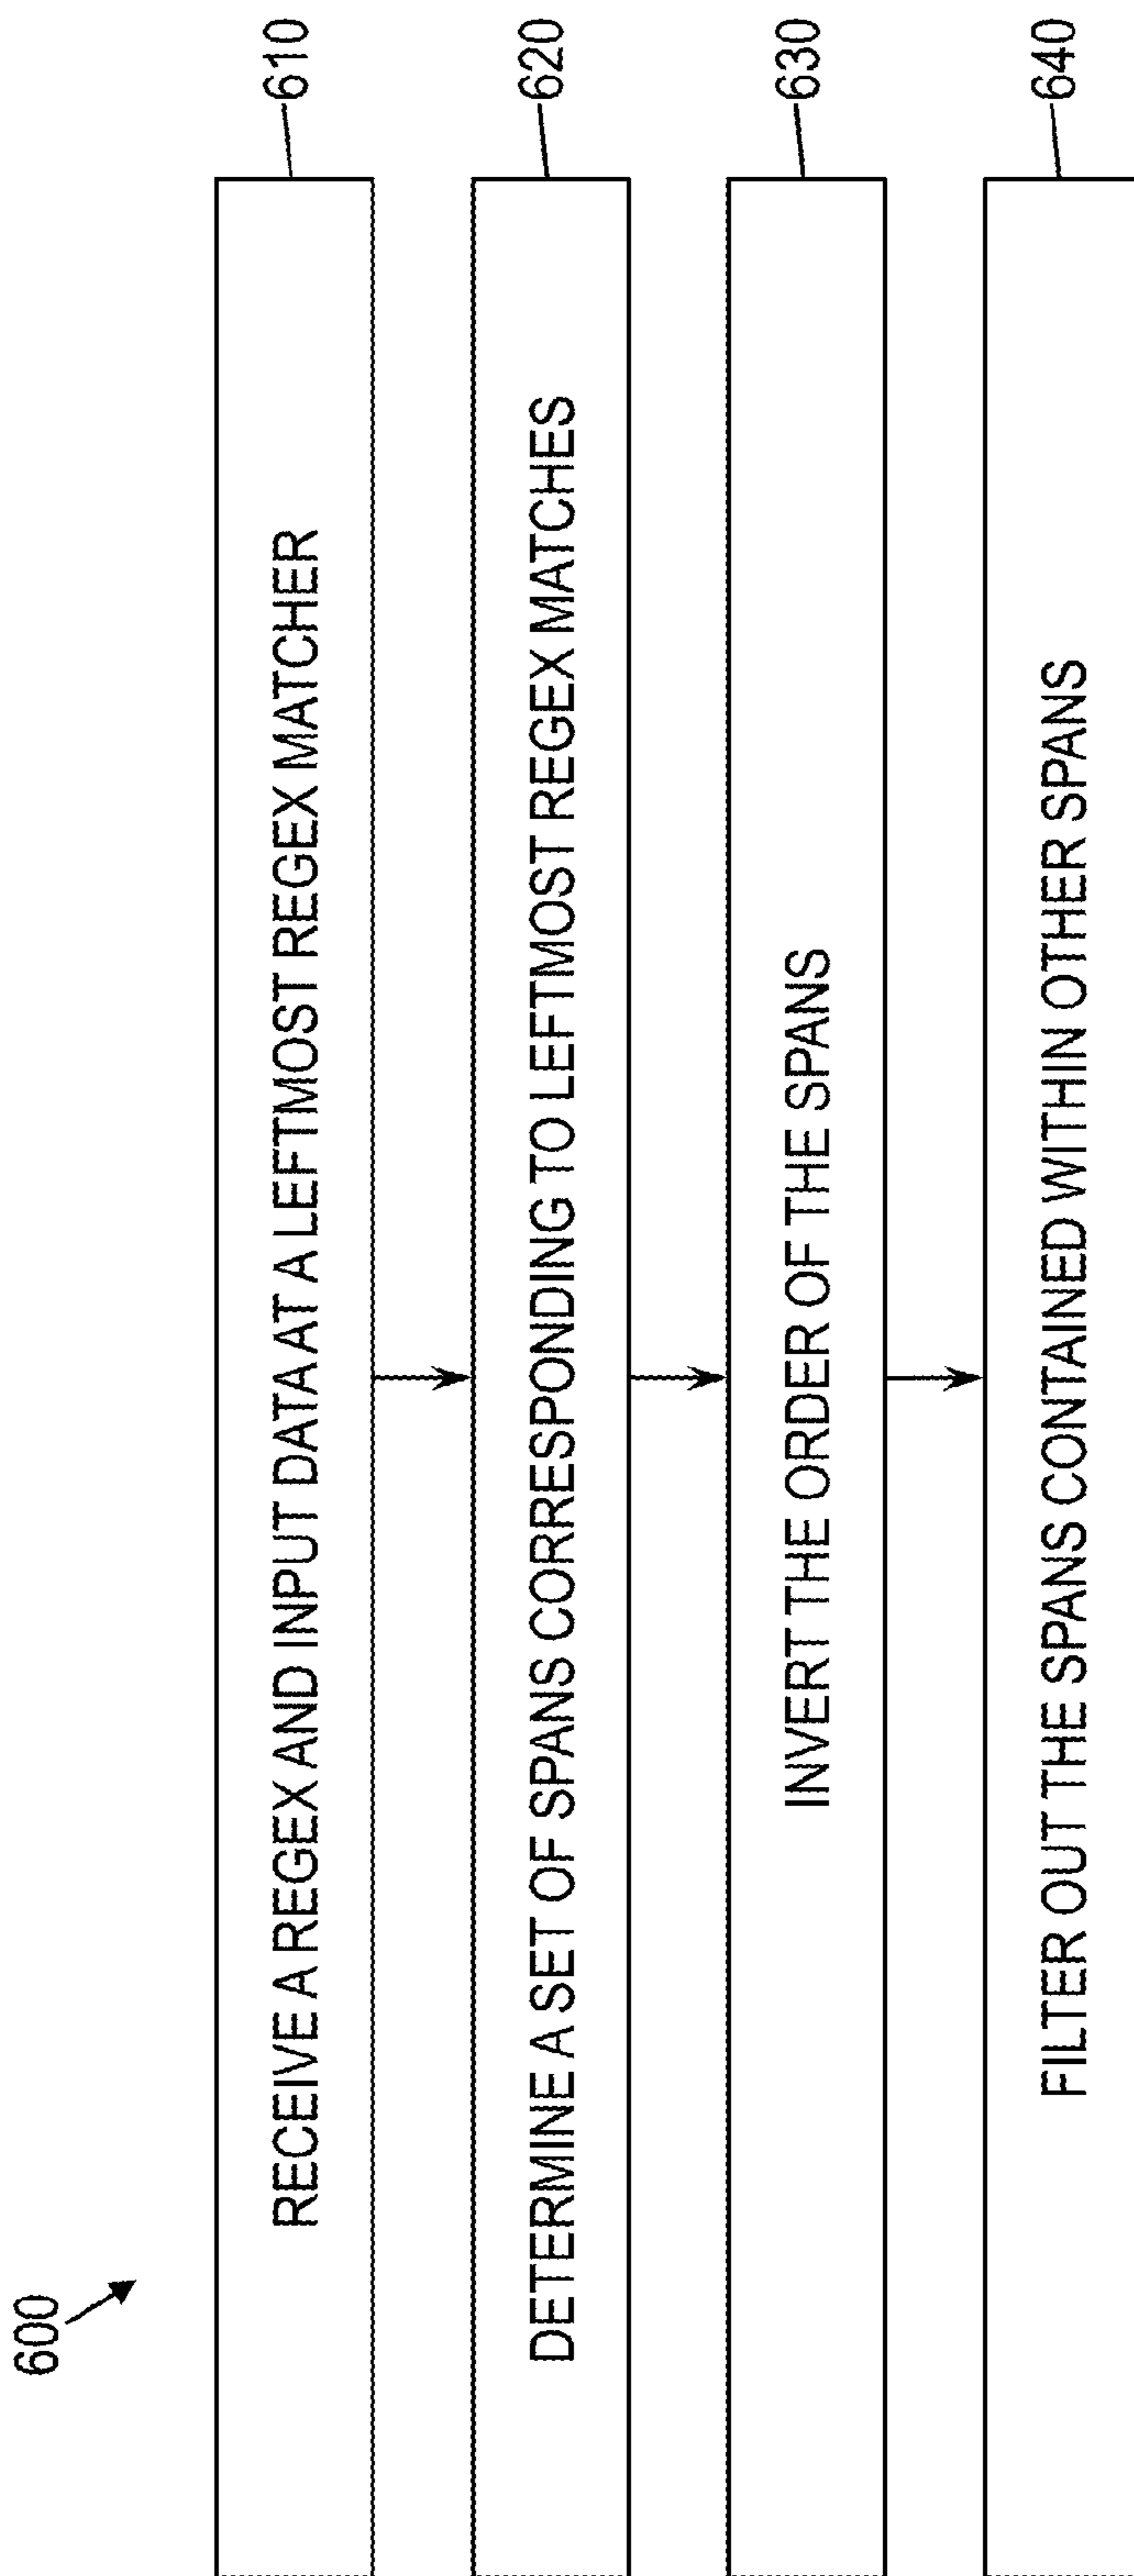 600
RECEIVE A REGEX AND INPUT DATA AT A LEFTMOST REGEX MATCHER
610
DETERMINE A SET OF SPANS CORRESPONDING TO LEFTMOST REGEX MATCHES
620
INVERT THE ORDER OF THE SPANS
630
FILTER OUT THE SPANS CONTAINED WITHIN OTHER SPANS
640